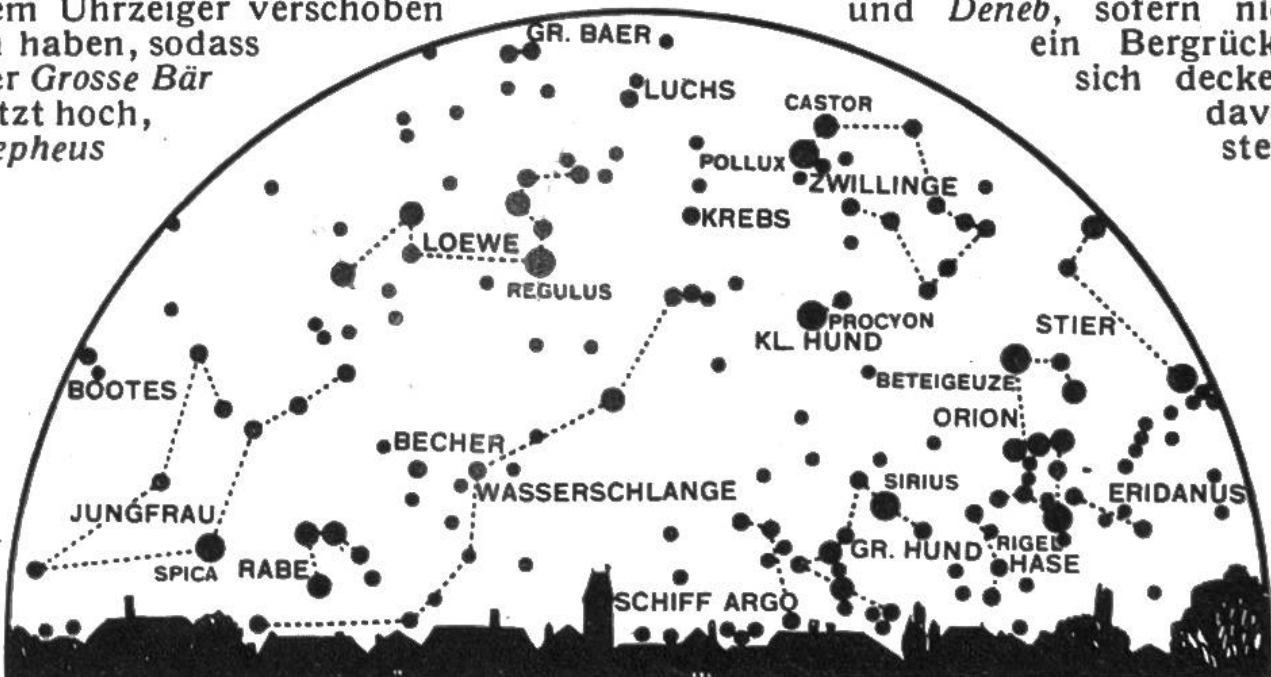 em Uhrzeiger verschoben
haben, sodass
er Grosse Bär
tzt hoch,
epheus
und Deneb, sofern
ein Bergrück
sich decke
dav
ste
GR. BAER
LUCHS
CASTOR
POLLUX
ZWILLINGE
KREBS
LOEWE
REGULUS
PROCYON
KL. HUND
STIER
BOOTES
BETEIGEUZE
ORION
BECHER
WASSERSCHLANGE
SIRIUS
ERIDANUS
JUNGFRAU
SPICA
RABE
GR. HUND
RIGEL
HASE
SCHIFF ARGO